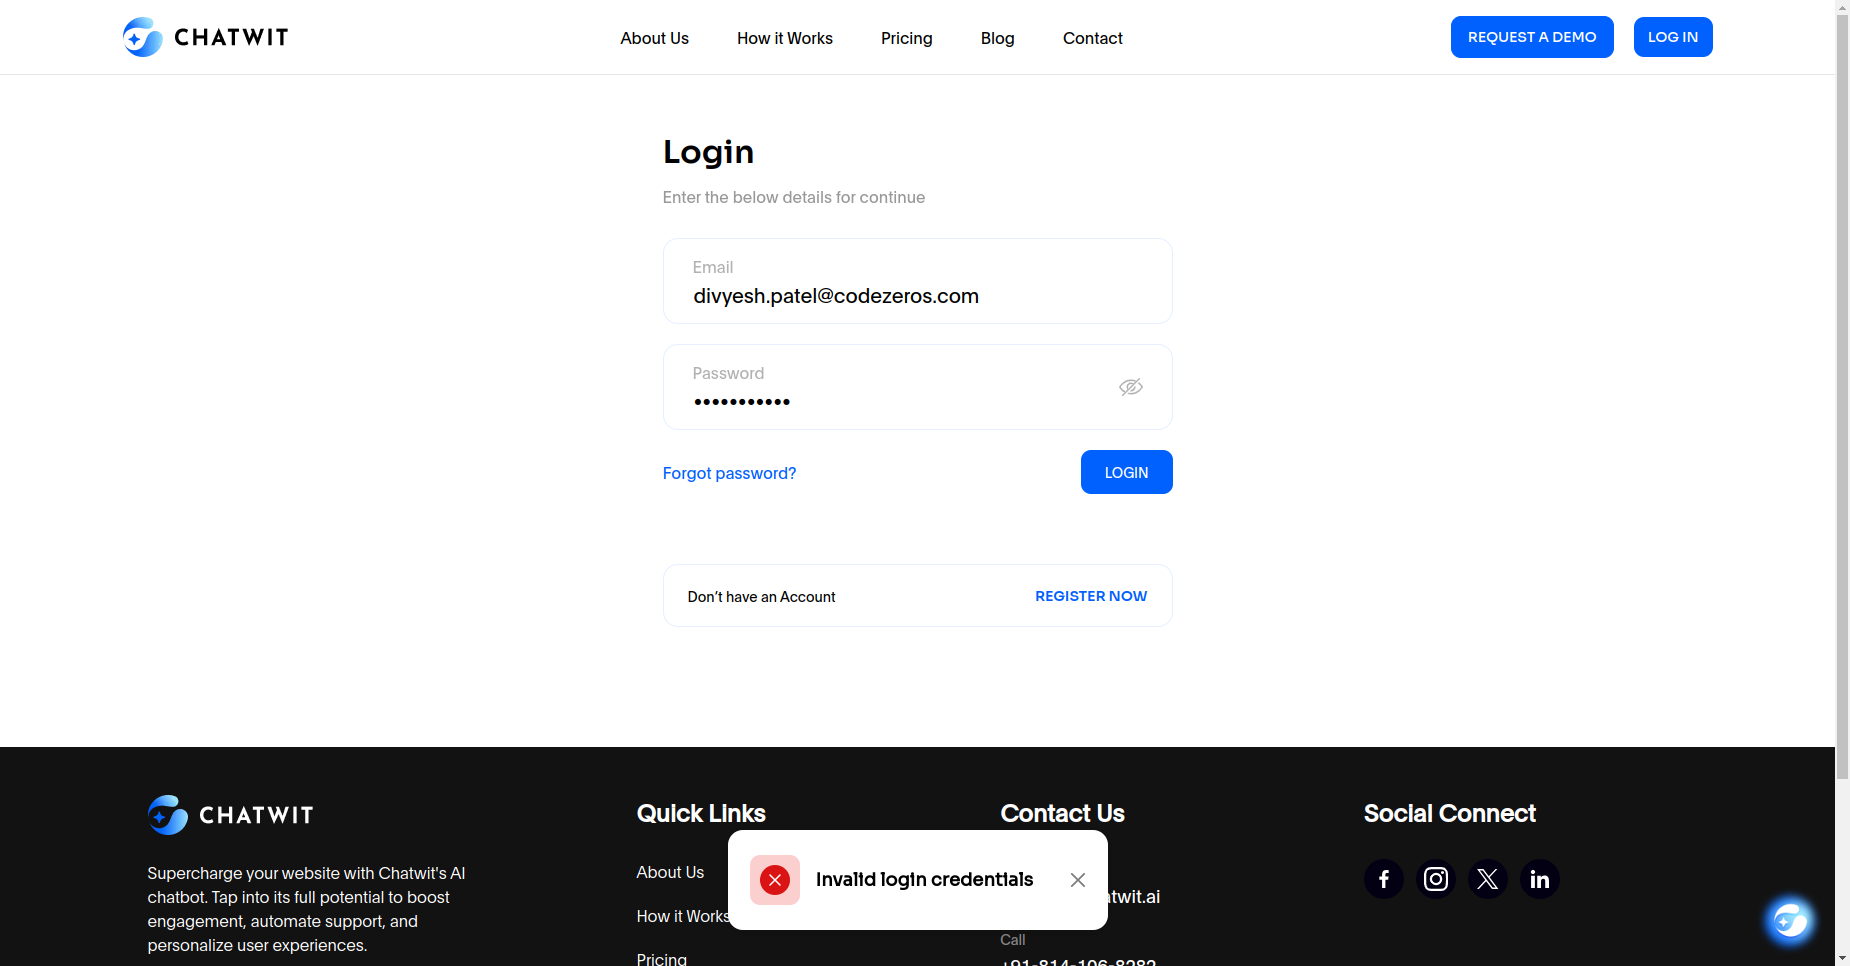 CHATWIT
About Us
How it Works
Pricing
Blog
Contact
REQUEST A DEMO
LOG IN
Login
Enter the below details for continue
Email
divyesh.patel@codezeros.com
Password
Forgot password?
LOGIN
Don't have an Account
REGISTER NOW
CHATWIT
Supercharge your website with Chatwit's AI
chatbot. Tap into its full potential to boost
engagement, automate support, and
personalize user experiences.
Quick Links
About Us
How it Works
Pricing
Contact Us
twit.ai
Call
+91-814-106-8282
Social Connect
Invalid login credentials